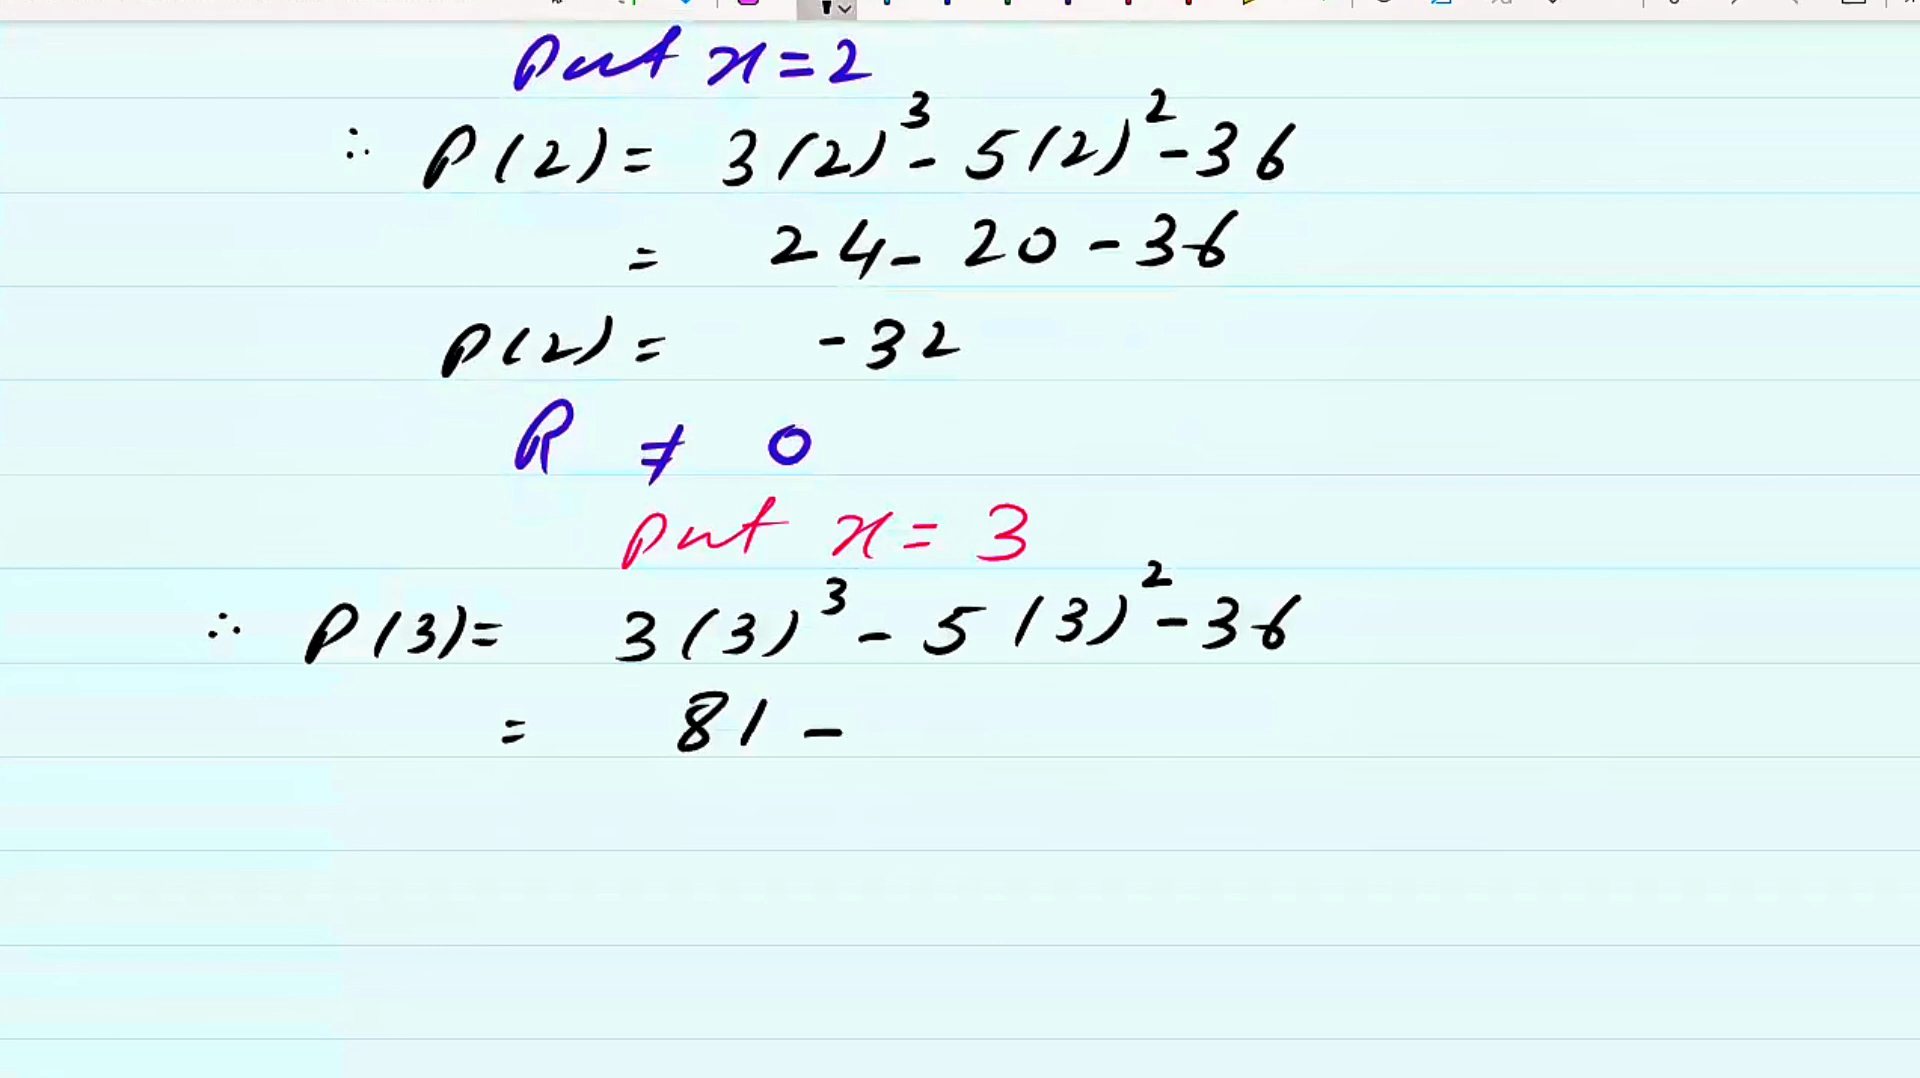 put x=2
∴ P(2)= 3(2)³- 5(2)²-36
= 24- 20-36
P(2)= -32
R ≠ 0
put x= 3
∴ P(3)= 3(3)³- 5(3)²-36
= 81 -